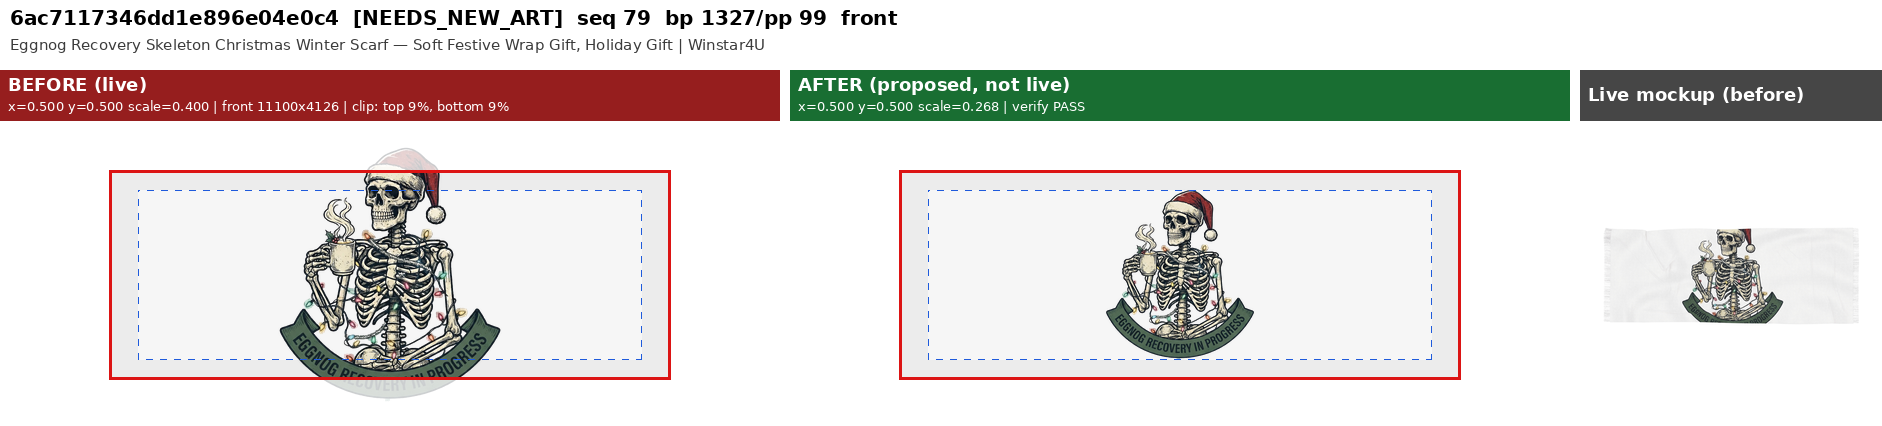 6ac7117346dd1e896e04e0c4 [NEEDS_NEW_ART] seq 79 bp 1327/pp 99 front
Eggnog Recovery Skeleton Christmas Winter Scarf — Soft Festive Wrap Gift, Holiday Gift | Winstar4U
BEFORE (live)
x=0.500 y=0.500 scale=0.400 | front 11100x4126 | clip: top 9%, bottom 9%
AFTER (proposed, not live)
x=0.500 y=0.500 scale=0.268 | verify PASS
Live mockup (before)
EGGNOG RECOVERY IN PROGRESS
EGGNOG RECOVERY IN PROGRESS